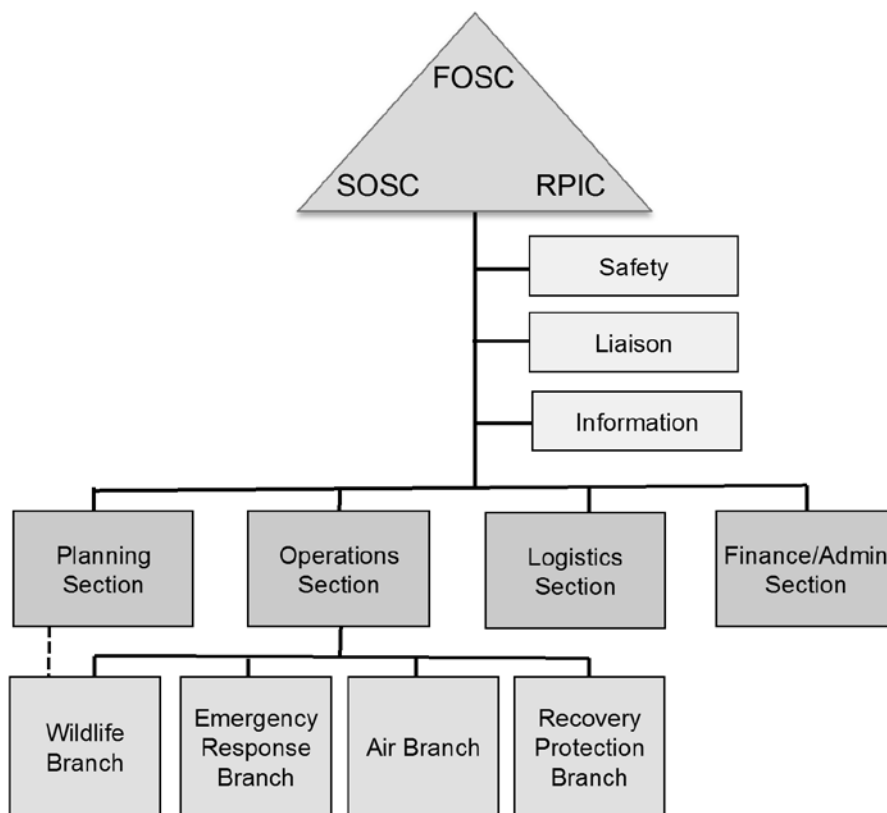 FOSC
SOSC
RPIC
Safety
Liaison
Information
Planning
Section
Operations
Section
Logistics
Section
Finance/Admin
Section
Wildlife
Branch
Emergency
Response
Branch
Air Branch
Recovery
Protection
Branch